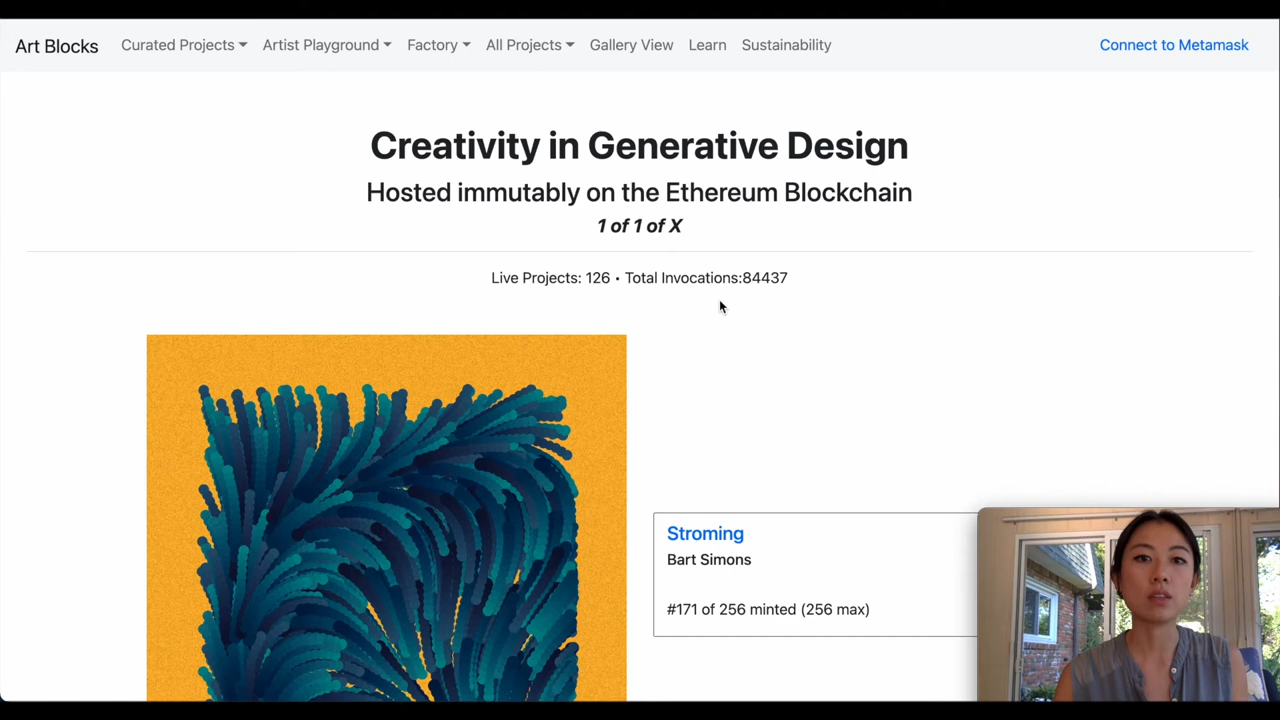 Art Blocks Curated Projects Artist Playground Factory All Projects Gallery View Learn Sustainability Connect to Metamask
Creativity in Generative Design
Hosted immutably on the Ethereum Blockchain
1 of 1 of X
Live Projects: 126 • Total Invocations:84437
Stroming
Bart Simons
#171 of 256 minted (256 max)